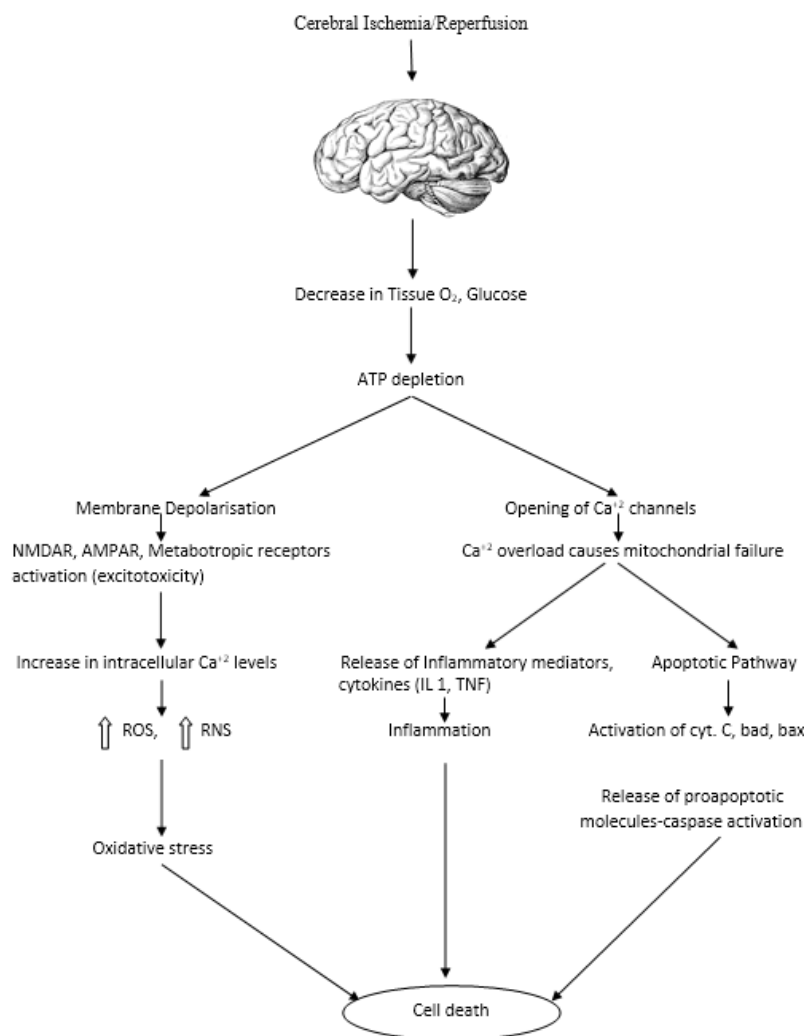 Cerebral Ischemia/Reperfusion
Decrease in Tissue O₂, Glucose
ATP depletion
Membrane Depolarisation
NMDAR, AMPAR, Metabotropic receptors
activation (excitotoxicity)
Increase in intracellular Ca⁺² levels
ROS, RNS
Oxidative stress
Opening of Ca⁺² channels
Ca⁺² overload causes mitochondrial failure
Release of Inflammatory mediators,
cytokines (IL 1, TNF)
Inflammation
Apoptotic Pathway
Activation of cyt. C, bad, bax
Release of proapoptotic
molecules-caspase activation
Cell death